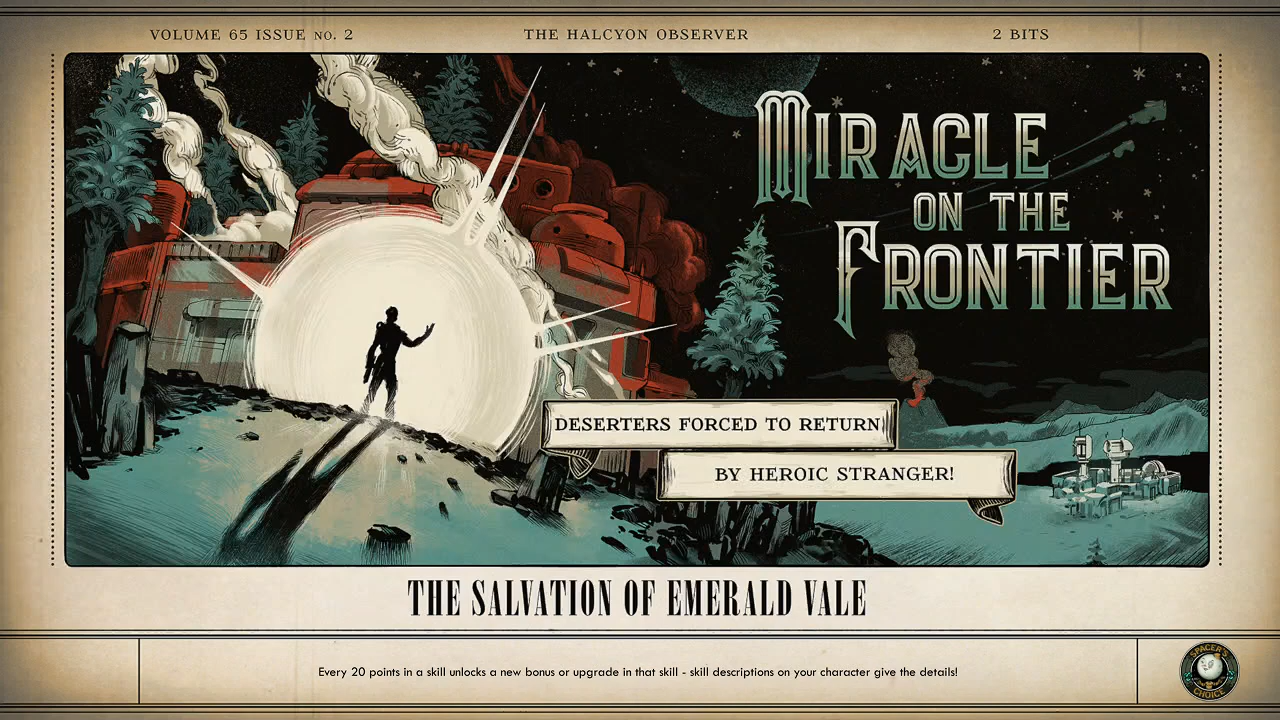 VOLUME 65 ISSUE NO. 2
THE HALCYON OBSERVER
2 BITS
MIRACLE
ON THE
FRONTIER
DESERTERS FORCED TO RETURN
BY HEROIC STRANGER!
THE SALVATION OF EMERALD VALE
Every 20 points in a skill unlocks a new bonus or upgrade in that skill - skill descriptions on your character give the details!
SPACER'S
CHOICE